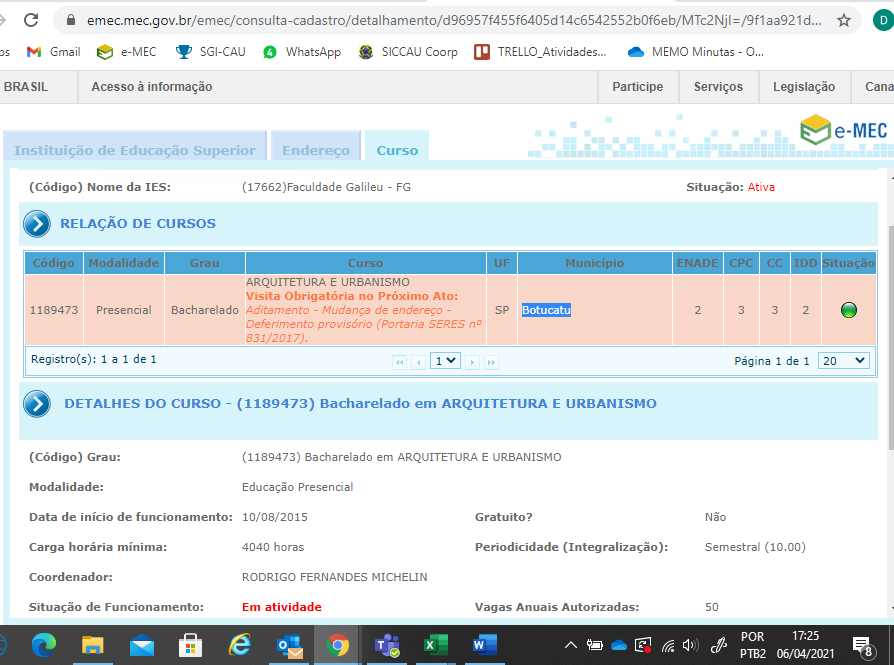 emec.mec.gov.br/emec/consulta-cadastro/detalhamento/d96957f455f6405d14c6542552b0f6eb/MTc2NjI=/9f1aa921d...
D
ps Gmail e-MEC SGI-CAU WhatsApp SICCAU Coorp TRELLO_Atividades... MEMO Minutas - O...
BRASIL Acesso à informação Participe Serviços Legislação Cana
e-MEC
Instituição de Educação Superior Endereço Curso
(Código) Nome da IES: (17662)Faculdade Galileu - FG Situação: Ativa
RELAÇÃO DE CURSOS
Código Modalidade Grau Curso UF Município ENADE CPC CC IDD Situação
ARQUITETURA E URBANISMO
Visita Obrigatória no Próximo Ato:
1189473 Presencial Bacharelado Aditamento - Mudança de endereço - SP Botucatu 2 3 3 2
Deferimento provisório (Portaria SERES nº
831/2017).
Registro(s): 1 a 1 de 1 1 Página 1 de 1 20
DETALHES DO CURSO - (1189473) Bacharelado em ARQUITETURA E URBANISMO
(Código) Grau: (1189473) Bacharelado em ARQUITETURA E URBANISMO
Modalidade: Educação Presencial
Data de início de funcionamento: 10/08/2015 Gratuito? Não
Carga horária mínima: 4040 horas Periodicidade (Integralização): Semestral (10.00)
Coordenador: RODRIGO FERNANDES MICHELIN
Situação de Funcionamento: Em atividade Vagas Anuais Autorizadas: 50
POR 17:25
PTB2 06/04/2021 8